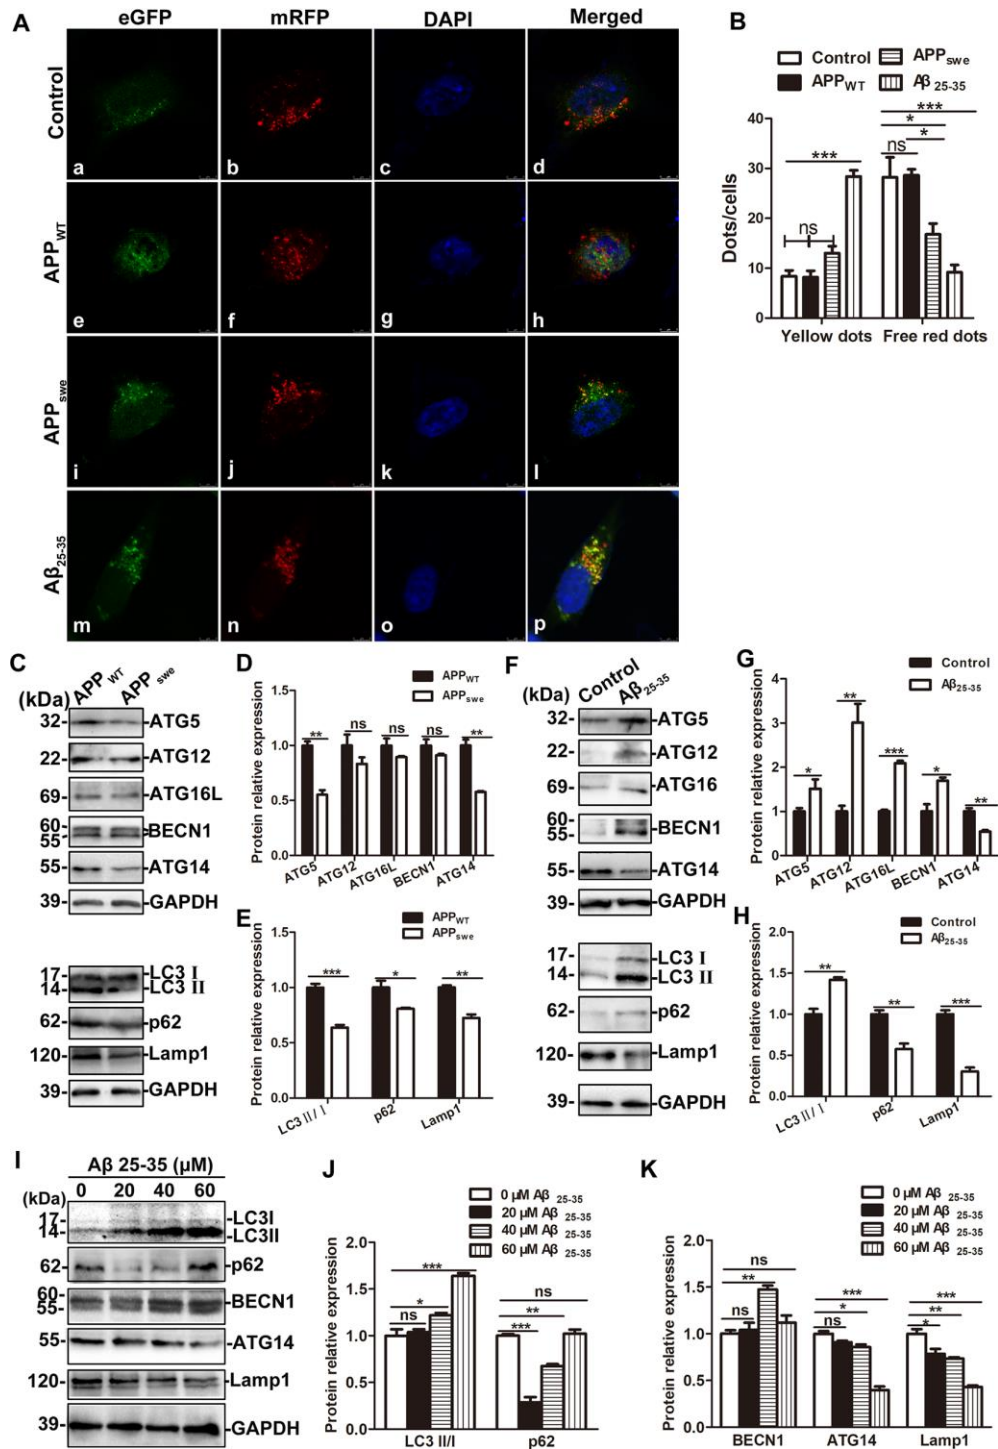 A
eGFP mRFP DAPI Merged
Control
a b c d
APPWT
e f g h
APPswe
i j k l
Aβ25-35
m n o p
B
Control APPswe
APPWT Aβ 25-35
***
*
*
ns
***
ns
40
30
20
10
0
Dots/cells
Yellow dots Free red dots
C
(kDa) APP WT APP swe
32- -ATG5
22- -ATG12
69- -ATG16L
60-
55- BECN1
55- -ATG14
39- -GAPDH
17- -LC3 I
14- -LC3 II
62- -p62
120- -Lamp1
39- -GAPDH
D
APPWT
APPswe
Protein relative expression
1.5
1.0
0.5
0.0
** ns ns ns **
ATG5 ATG12 ATG16L BECN1 ATG14
E
APPWT
APPswe
Protein relative expression
1.5
1.0
0.5
0.0
*** * **
LC3 II/ I p62 Lamp1
F
(kDa) Control Aβ25-35
32- -ATG5
22- -ATG12
69- -ATG16
60-
55- -BECN1
55- -ATG14
39- -GAPDH
17- -LC3 I
14- -LC3 II
62- -p62
120- -Lamp1
39- -GAPDH
G
Control
Aβ25-35
Protein relative expression
4
3
2
1
0
* ** *** * **
ATG5 ATG12 ATG16L BECN1 ATG14
H
Control
Aβ25-35
Protein relative expression
2.0
1.5
1.0
0.5
0.0
** ** ***
LC3 II/ I p62 Lamp1
I
Aβ 25-35 (μM)
(kDa) 0 20 40 60
17- -LC3I
14- -LC3II
62- -p62
60-
55- -BECN1
55- -ATG14
120- -Lamp1
39- -GAPDH
J
0 μM Aβ 25-35
20 μM Aβ 25-35
40 μM Aβ 25-35
60 μM Aβ 25-35
Protein relative expression
2.0
1.5
1.0
0.5
0.0
***
*
ns
ns
**
***
LC3 II/I p62
K
0 μM Aβ 25-35
20 μM Aβ 25-35
40 μM Aβ 25-35
60 μM Aβ 25-35
Protein relative expression
2.0
1.5
1.0
0.5
0.0
ns
**
ns
***
*
ns
***
**
*
BECN1 ATG14 Lamp1